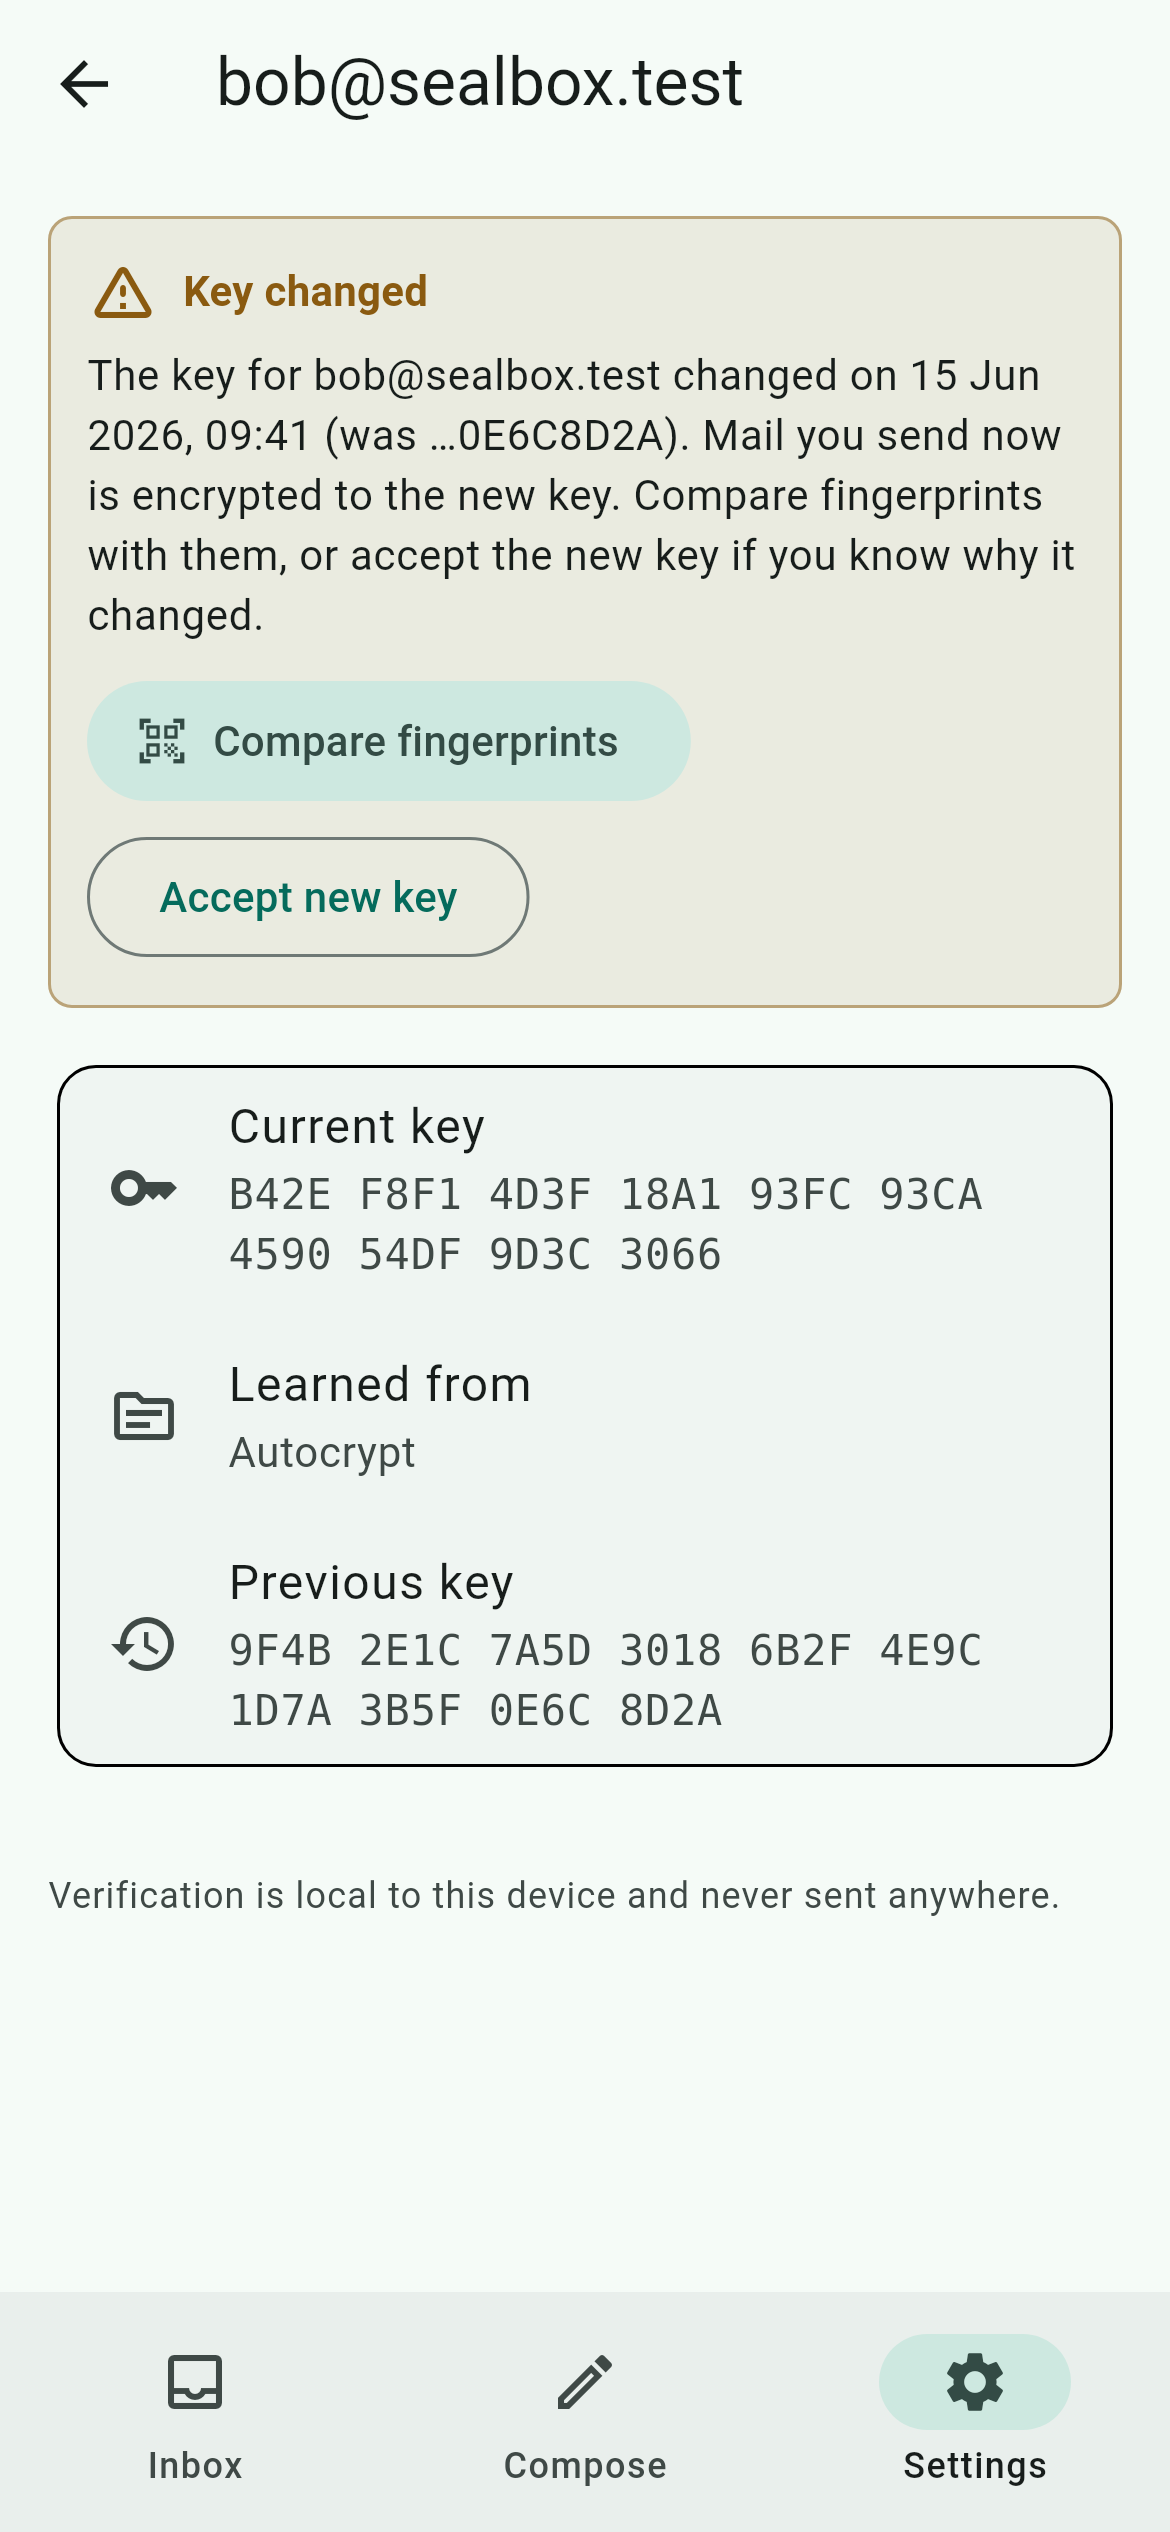 bob@sealbox.test
Key changed
The key for bob@sealbox.test changed on 15 Jun
2026, 09:41 (was …0E6C8D2A). Mail you send now
is encrypted to the new key. Compare fingerprints
with them, or accept the new key if you know why it
changed.
Compare fingerprints
Accept new key
Current key
B42E F8F1 4D3F 18A1 93FC 93CA
4590 54DF 9D3C 3066
Learned from
Autocrypt
Previous key
9F4B 2E1C 7A5D 3018 6B2F 4E9C
1D7A 3B5F 0E6C 8D2A
Verification is local to this device and never sent anywhere.
Inbox
Compose
Settings